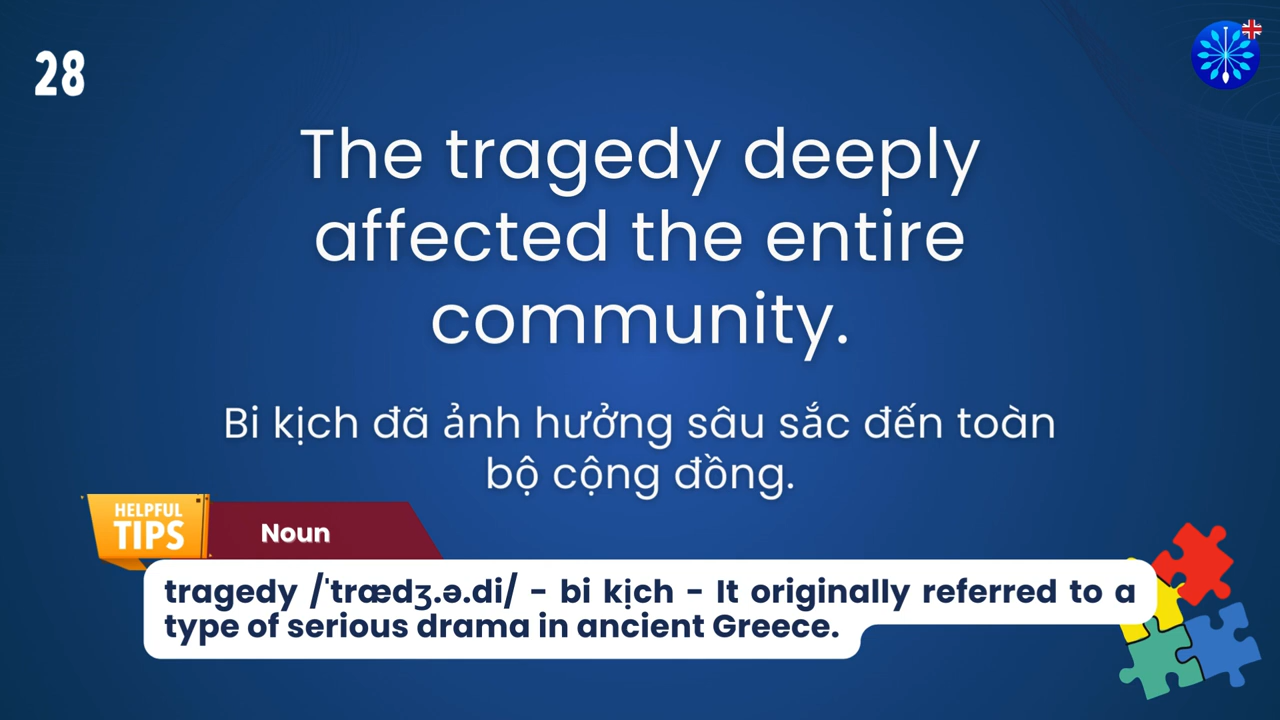 28
The tragedy deeply
affected the entire
community.
Bi kịch đã ảnh hưởng sâu sắc đến toàn
bộ cộng đồng.
HELPFUL
TIPS
Noun
tragedy /ˈtrædʒ.ə.di/ - bi kịch - It originally referred to a
type of serious drama in ancient Greece.